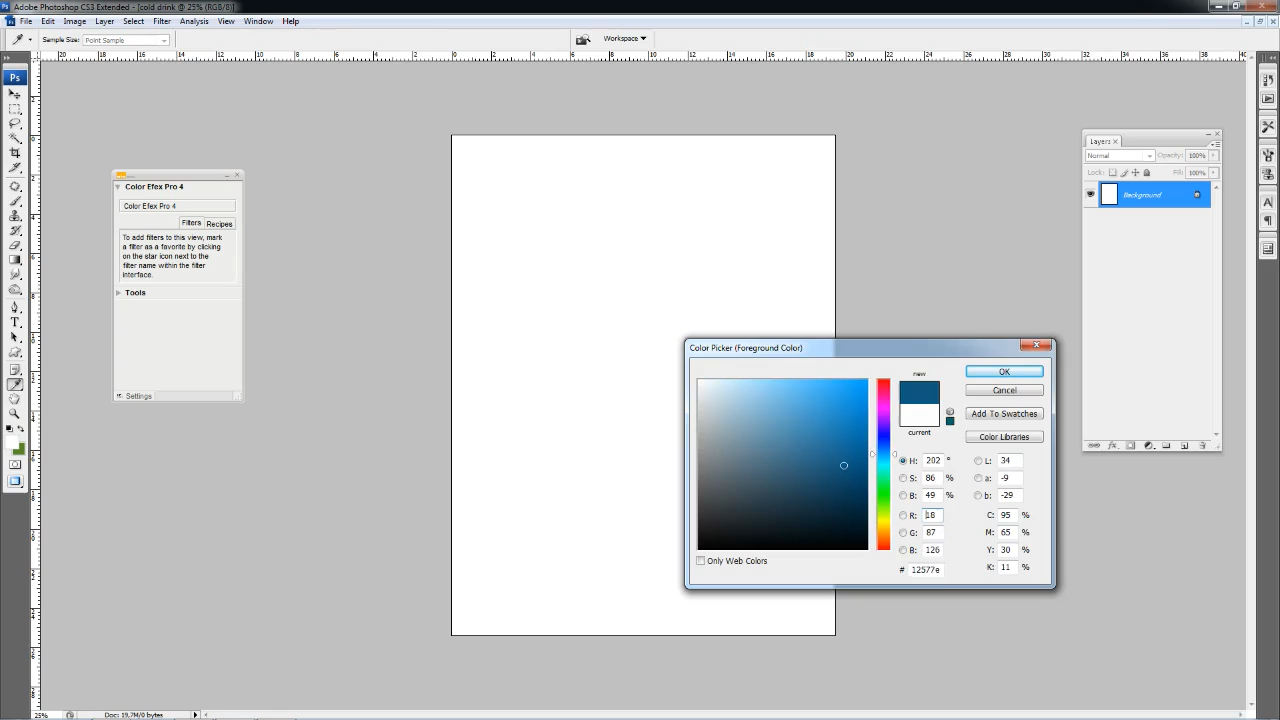 Ps Adobe Photoshop CS3 Extended - [cold drink @ 25% (RGB/8)]
File Edit Image Layer Select Filter Analysis View Window Help
Sample Size: Point Sample Workspace
Ps
Color Efex Pro 4
Color Efex Pro 4
Filters Recipes
To add filters to this view, mark
a filter as a favorite by clicking
on the star icon next to the
filter name within the filter
interface.
Tools
Settings
Color Picker (Foreground Color)
new
current
OK
Cancel
Add To Swatches
Color Libraries
H: 202 ° L: 34
S: 86 % a: -9
B: 49 % b: -29
R: 18 C: 95 %
G: 87 M: 65 %
B: 126 Y: 30 %
# 12577e K: 11 %
Only Web Colors
Layers
Normal Opacity: 100%
Lock: Fill: 100%
Background
25% Doc: 19,7M/0 bytes